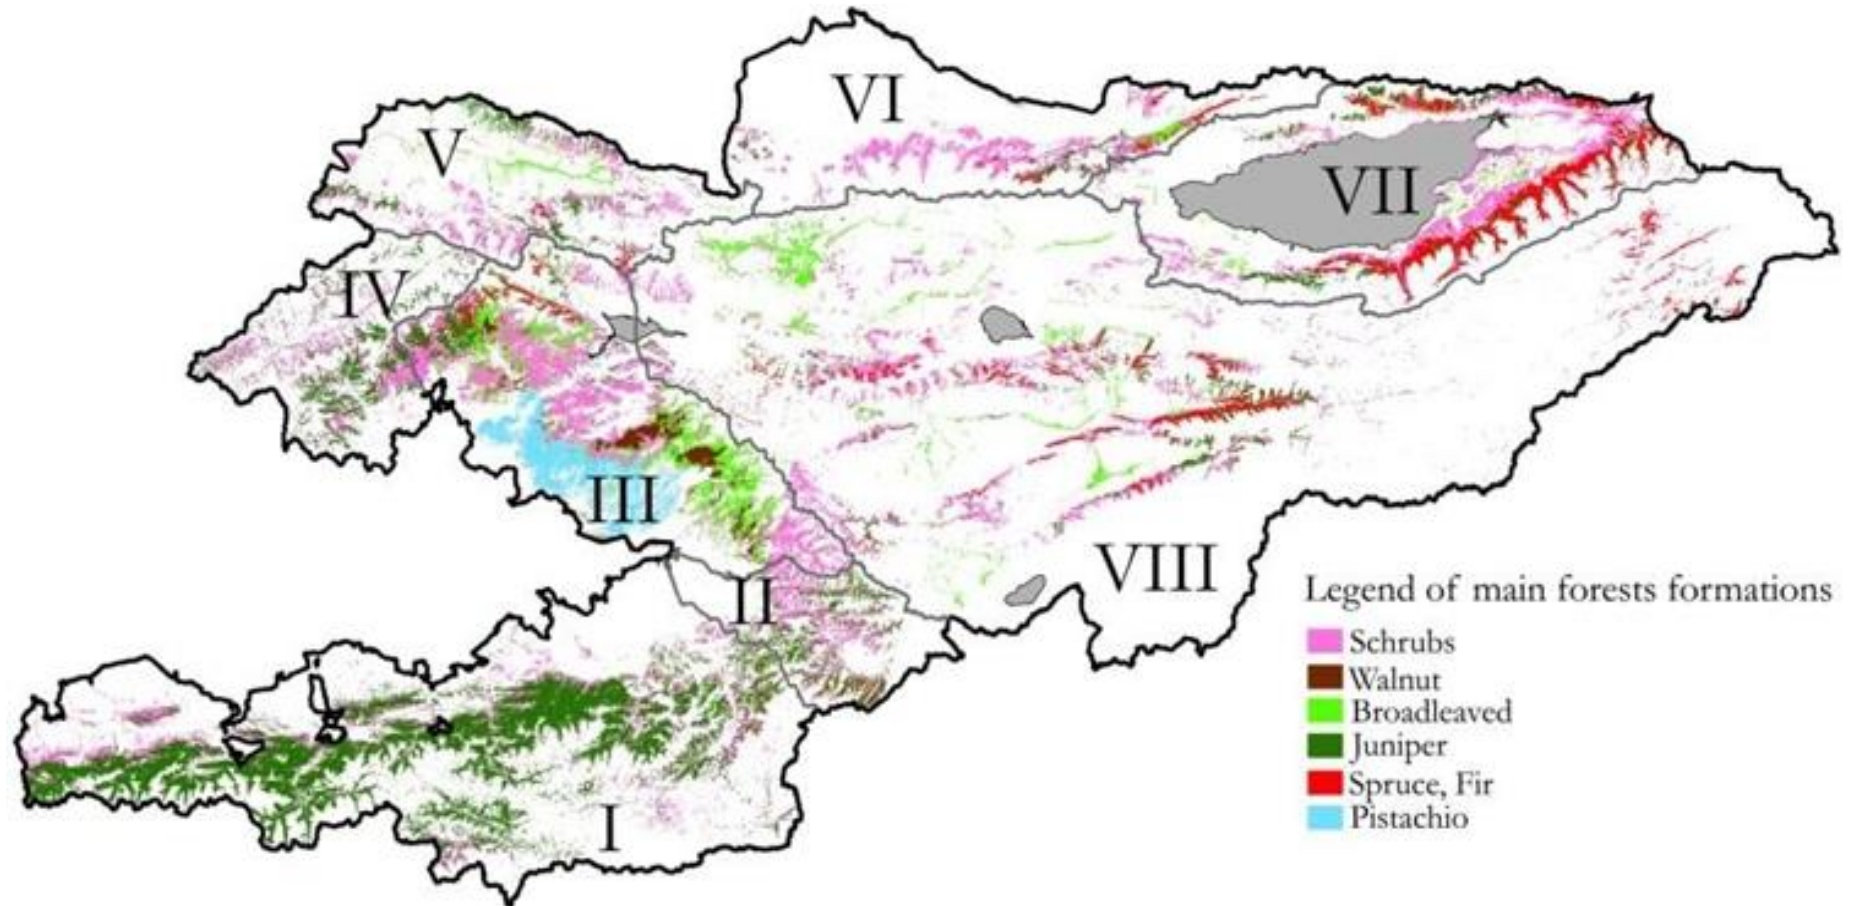 VI
V
VII
IV
III
VIII
II
I
Legend of main forests formations
Schrubs
Walnut
Broadleaved
Juniper
Spruce, Fir
Pistachio